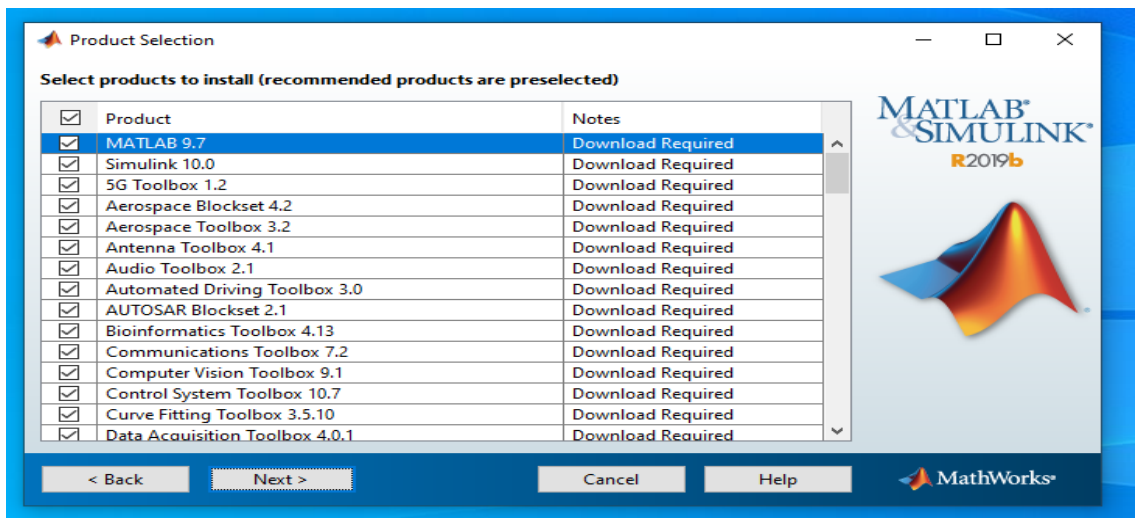 Product Selection
Select products to install (recommended products are preselected)
Product Notes
MATLAB 9.7 Download Required
Simulink 10.0 Download Required
5G Toolbox 1.2 Download Required
Aerospace Blockset 4.2 Download Required
Aerospace Toolbox 3.2 Download Required
Antenna Toolbox 4.1 Download Required
Audio Toolbox 2.1 Download Required
Automated Driving Toolbox 3.0 Download Required
AUTOSAR Blockset 2.1 Download Required
Bioinformatics Toolbox 4.13 Download Required
Communications Toolbox 7.2 Download Required
Computer Vision Toolbox 9.1 Download Required
Control System Toolbox 10.7 Download Required
Curve Fitting Toolbox 3.5.10 Download Required
Data Acquisition Toolbox 4.0.1 Download Required
MATLAB®
&SIMULINK®
R2019b
< Back Next > Cancel Help MathWorks®